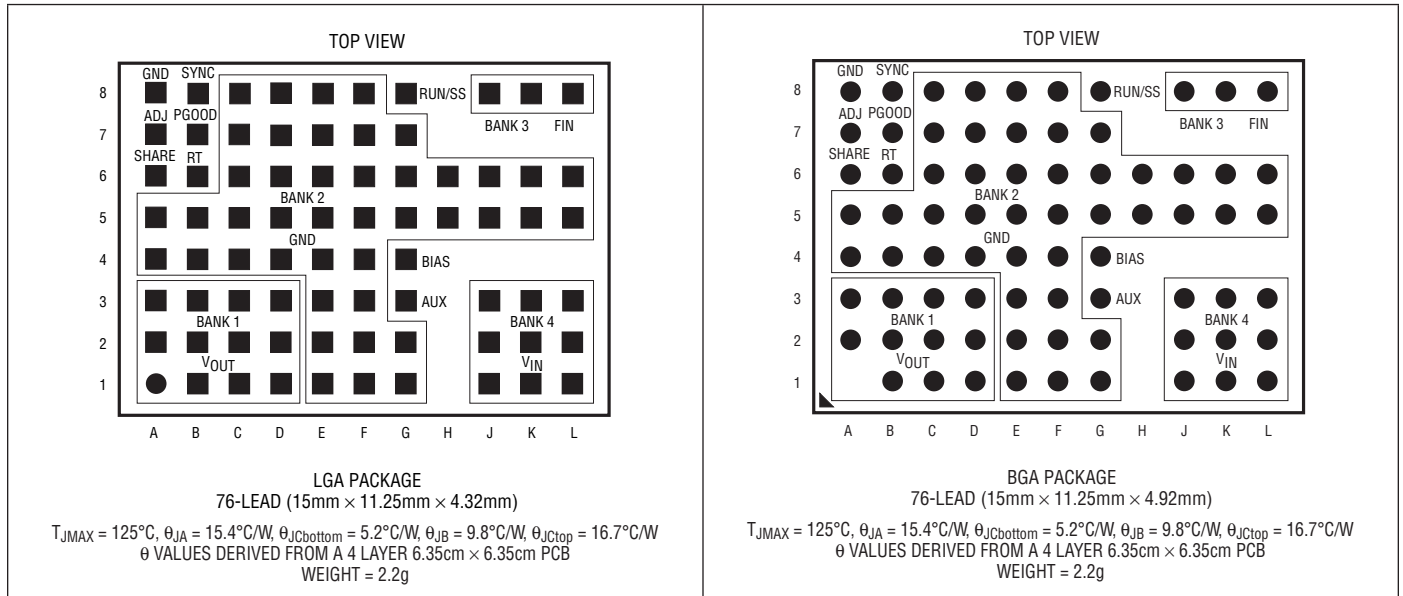 TOP VIEW
GND SYNC
8 RUN/SS
ADJ PGOOD BANK 3 FIN
7
SHARE RT
6
BANK 2
5
GND
4 BIAS
3 AUX
BANK 1 BANK 4
2
VOUT VIN
1
A B C D E F G H J K L
LGA PACKAGE
76-LEAD (15mm × 11.25mm × 4.32mm)
TJMAX = 125°C, θJA = 15.4°C/W, θJCbottom = 5.2°C/W, θJB = 9.8°C/W, θJCtop = 16.7°C/W
θ VALUES DERIVED FROM A 4 LAYER 6.35cm × 6.35cm PCB
WEIGHT = 2.2g
TOP VIEW
GND SYNC
8 RUN/SS
ADJ PGOOD BANK 3 FIN
7
SHARE RT
6
BANK 2
5
GND
4 BIAS
3 AUX
BANK 1 BANK 4
2
VOUT VIN
1
A B C D E F G H J K L
BGA PACKAGE
76-LEAD (15mm × 11.25mm × 4.92mm)
TJMAX = 125°C, θJA = 15.4°C/W, θJCbottom = 5.2°C/W, θJB = 9.8°C/W, θJCtop = 16.7°C/W
θ VALUES DERIVED FROM A 4 LAYER 6.35cm × 6.35cm PCB
WEIGHT = 2.2g